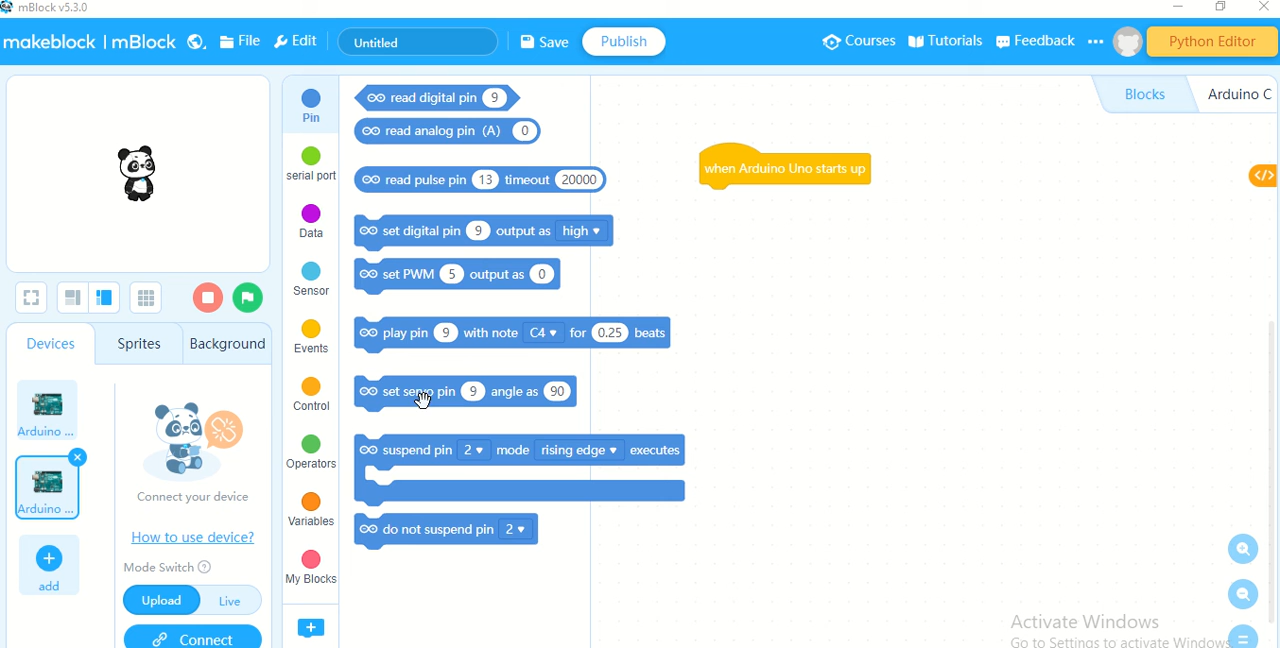 mBlock v5.3.0
makeblock | mBlock File Edit Untitled Save Publish Courses Tutorials Feedback Python Editor
Blocks Arduino C
Pin
serial port
Data
Sensor
Events
Control
Operators
Variables
My Blocks
read digital pin 9
read analog pin (A) 0
read pulse pin 13 timeout 20000
set digital pin 9 output as high
set PWM 5 output as 0
play pin 9 with note C4 for 0.25 beats
set servo pin 9 angle as 90
suspend pin 2 mode rising edge executes
do not suspend pin 2
when Arduino Uno starts up
</>
Devices Sprites Background
Arduino ...
Arduino ...
add
Connect your device
How to use device?
Mode Switch ?
Upload Live
Connect
Activate Windows
Go to Settings to activate Windows